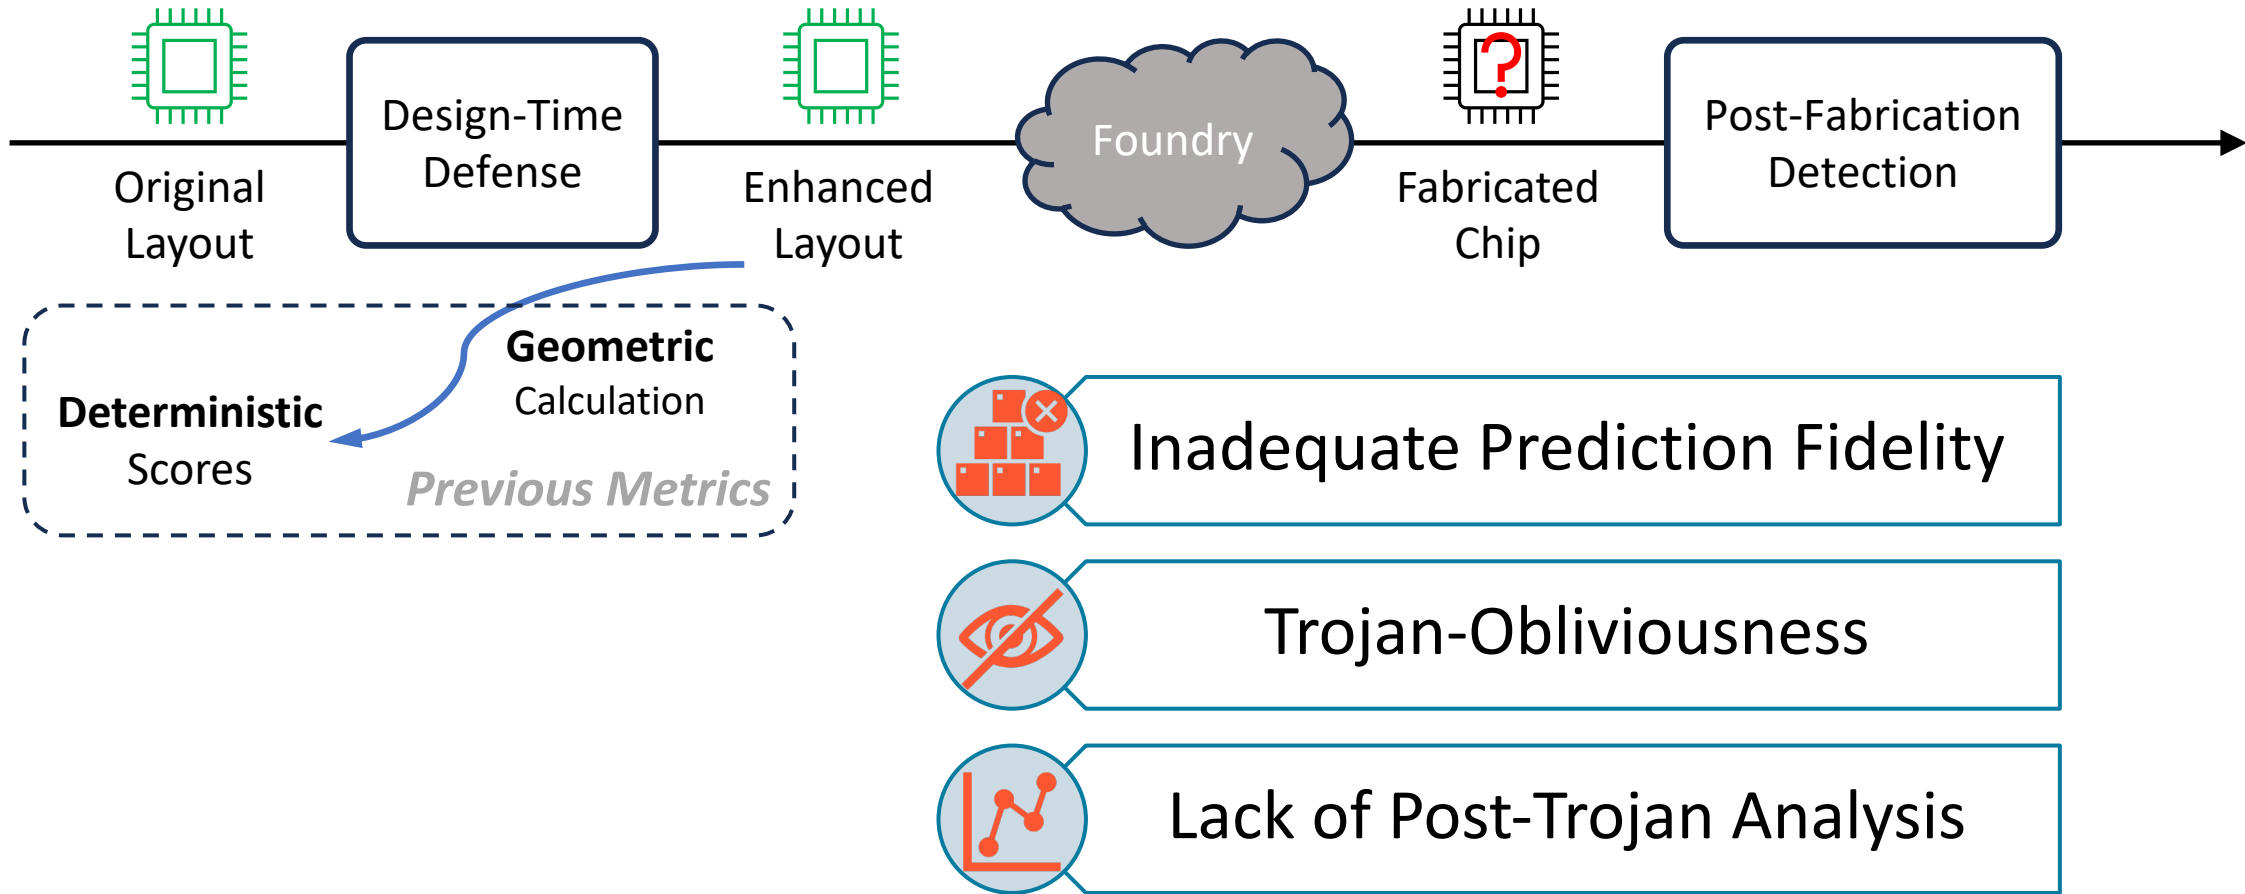 Original
Layout
Design-Time
Defense
Enhanced
Layout
Foundry
?
Fabricated
Chip
Post-Fabrication
Detection
Geometric
Calculation
Deterministic
Scores
Previous Metrics
Inadequate Prediction Fidelity
Trojan-Obliviousness
Lack of Post-Trojan Analysis